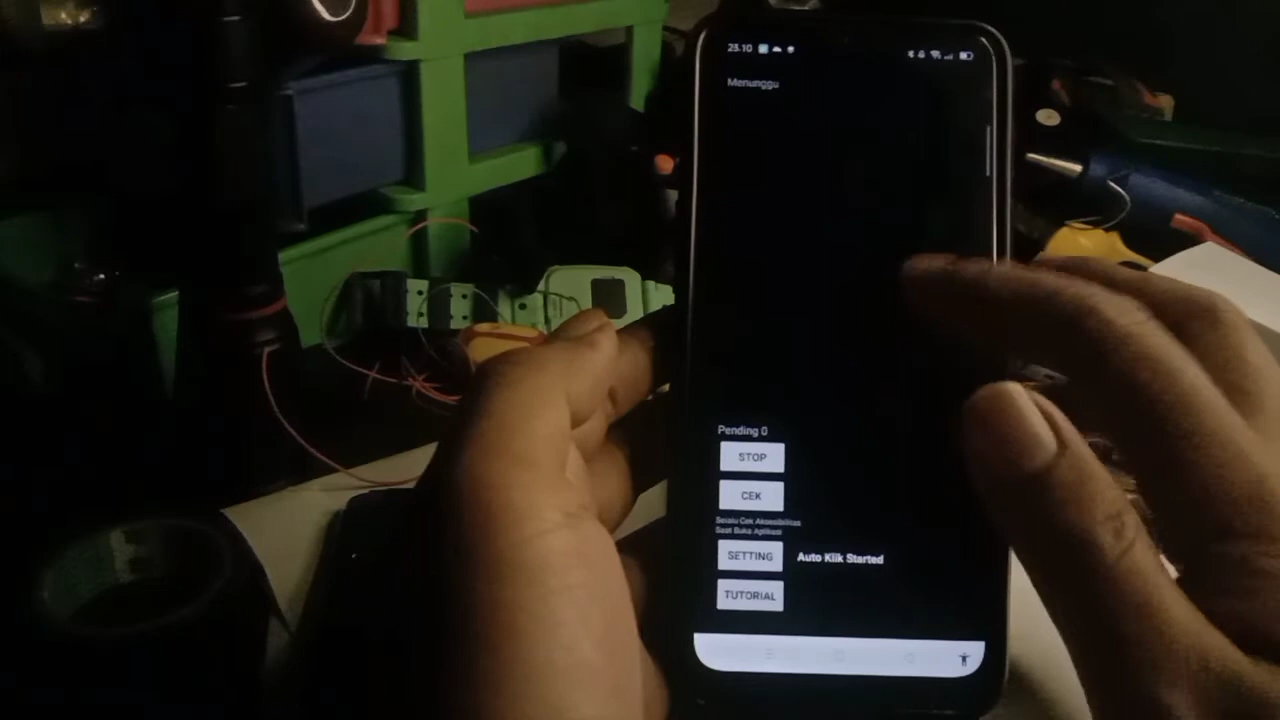 23.10
Menunggu
Pending 0
STOP
CEK
Selalu Cek Aksesibilitas
Saat Buka Aplikasi
SETTING
Auto Klik Started
TUTORIAL